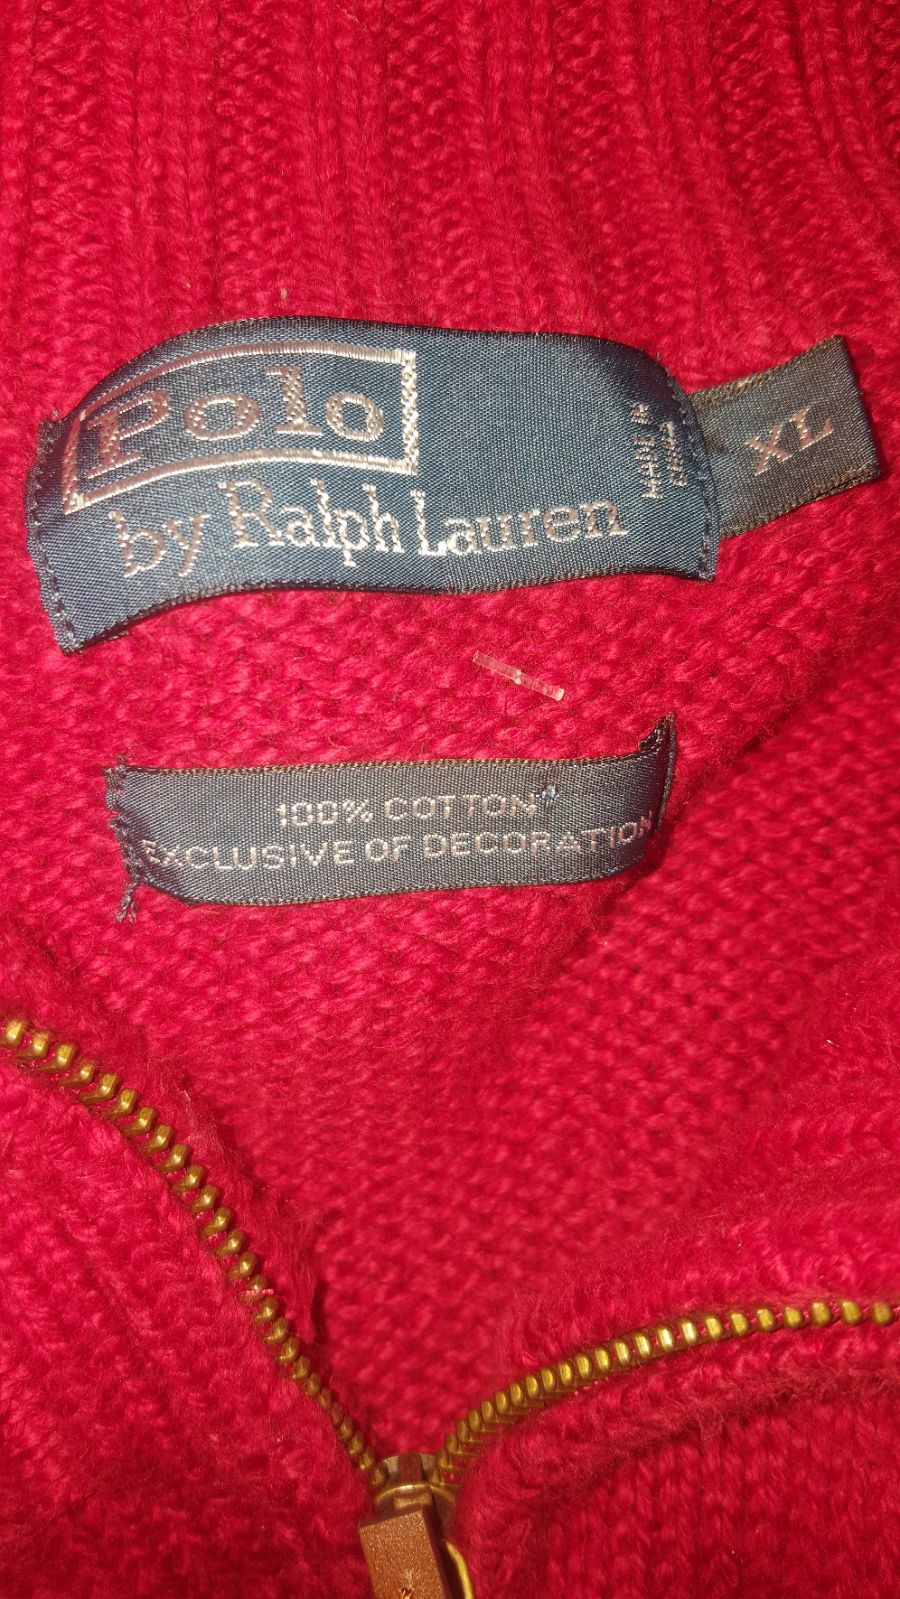 Polo
by Ralph Lauren
XL
100% COTTON
EXCLUSIVE OF DECORATION